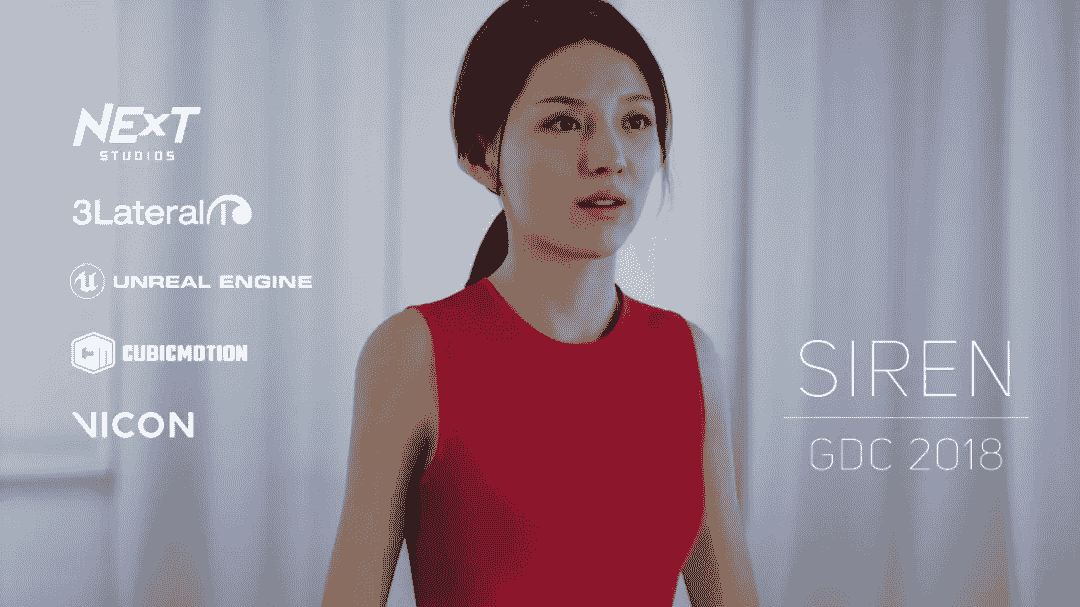 NExT
STUDIOS
3Lateral
UNREAL ENGINE
CUBICMOTION
VICON
SIREN
GDC 2018